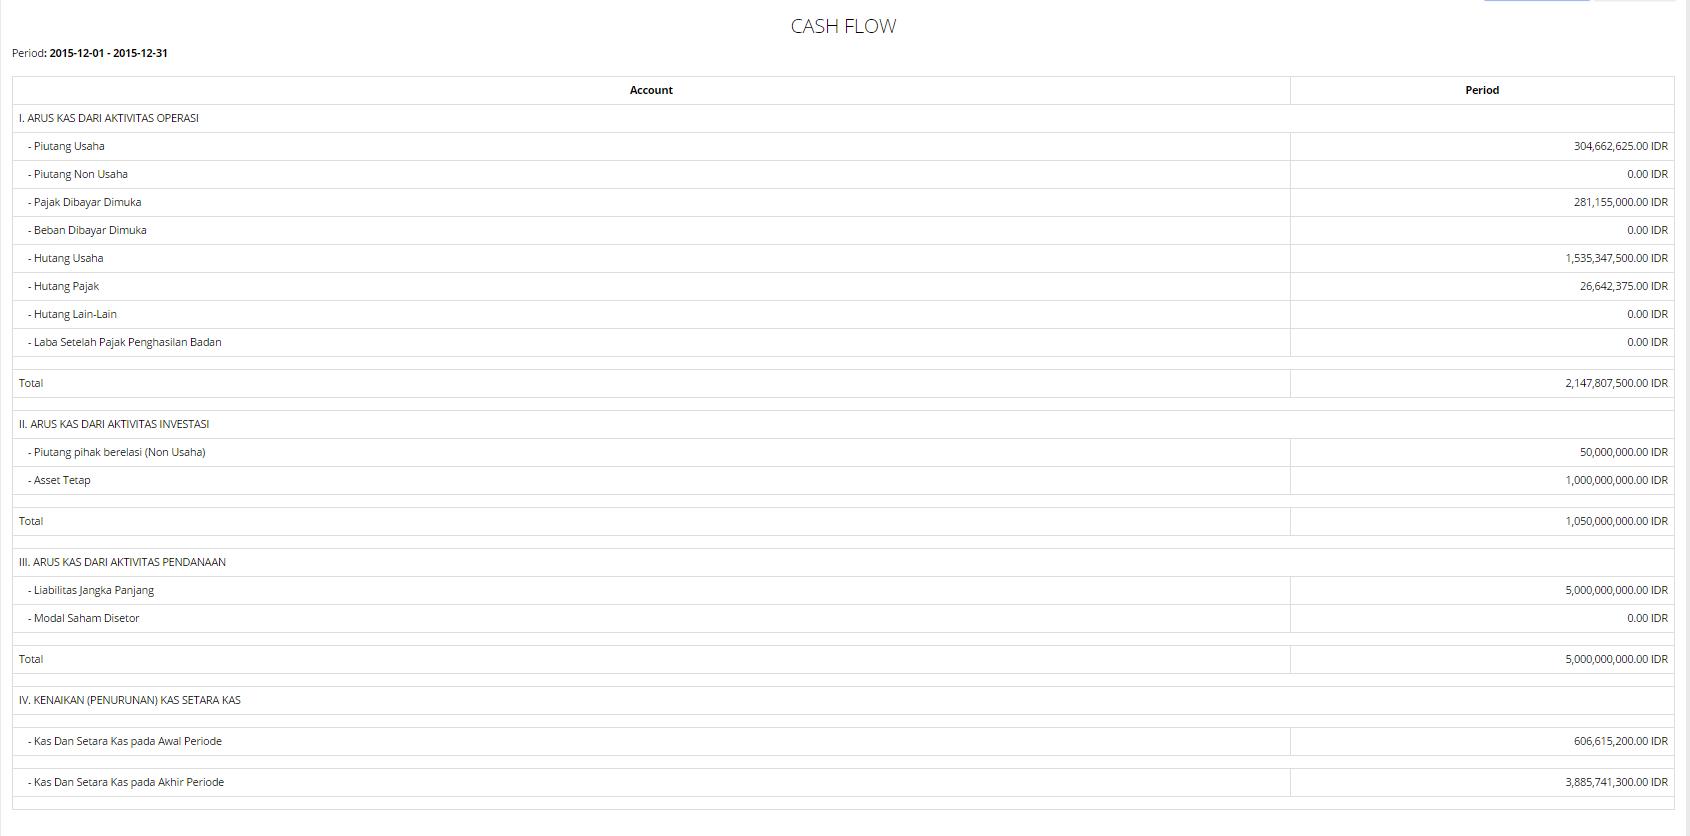 CASH FLOW
Period: 2015-12-01 - 2015-12-31
Account Period
I. ARUS KAS DARI AKTIVITAS OPERASI
- Piutang Usaha 304,662,625.00 IDR
- Piutang Non Usaha 0.00 IDR
- Pajak Dibayar Dimuka 281,155,000.00 IDR
- Beban Dibayar Dimuka 0.00 IDR
- Hutang Usaha 1,535,347,500.00 IDR
- Hutang Pajak 26,642,375.00 IDR
- Hutang Lain-Lain 0.00 IDR
- Laba Setelah Pajak Penghasilan Badan 0.00 IDR
Total 2,147,807,500.00 IDR
II. ARUS KAS DARI AKTIVITAS INVESTASI
- Piutang pihak berelasi (Non Usaha) 50,000,000.00 IDR
- Asset Tetap 1,000,000,000.00 IDR
Total 1,050,000,000.00 IDR
III. ARUS KAS DARI AKTIVITAS PENDANAAN
- Liabilitas Jangka Panjang 5,000,000,000.00 IDR
- Modal Saham Disetor 0.00 IDR
Total 5,000,000,000.00 IDR
IV. KENAIKAN (PENURUNAN) KAS SETARA KAS
- Kas Dan Setara Kas pada Awal Periode 606,615,200.00 IDR
- Kas Dan Setara Kas pada Akhir Periode 3,885,741,300.00 IDR